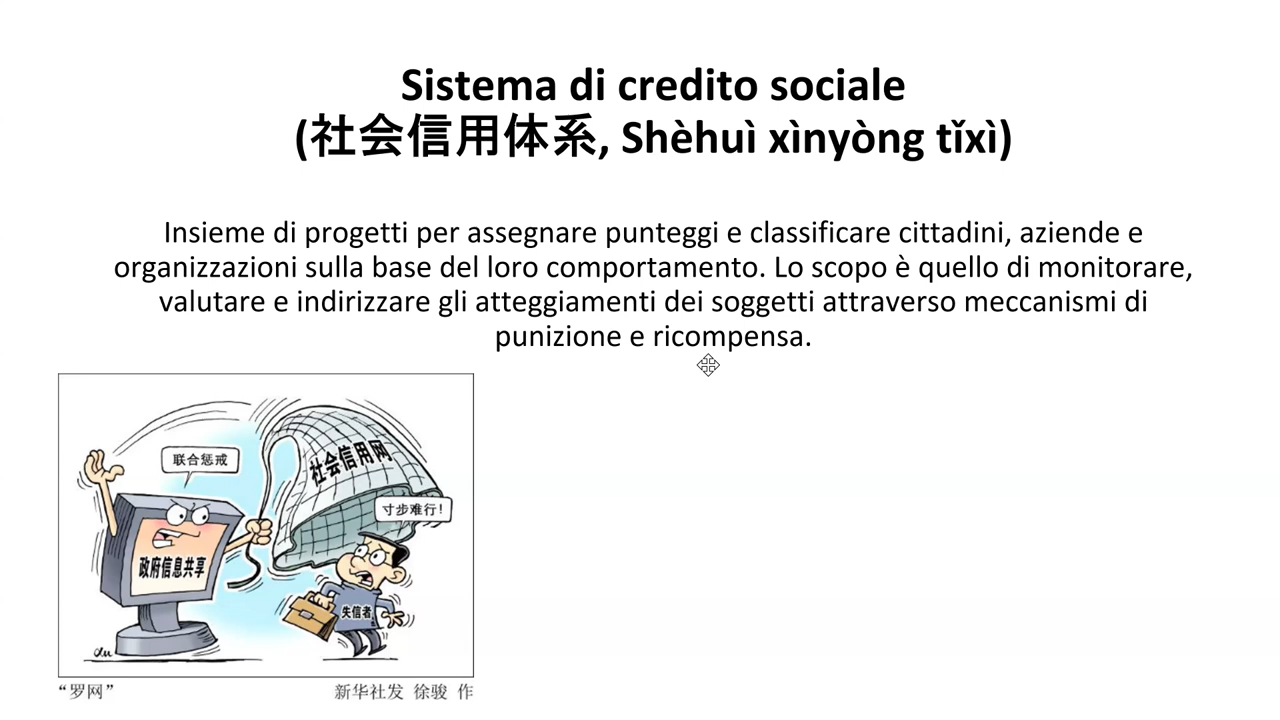 Sistema di credito sociale
(社会信用体系, Shèhuì xìnyòng tǐxì)
Insieme di progetti per assegnare punteggi e classificare cittadini, aziende e
organizzazioni sulla base del loro comportamento. Lo scopo è quello di monitorare,
valutare e indirizzare gli atteggiamenti dei soggetti attraverso meccanismi di
punizione e ricompensa.
联合惩戒
社会信用网
寸步难行!
政府信息共享
失信者
“罗网” 新华社发 徐骏 作